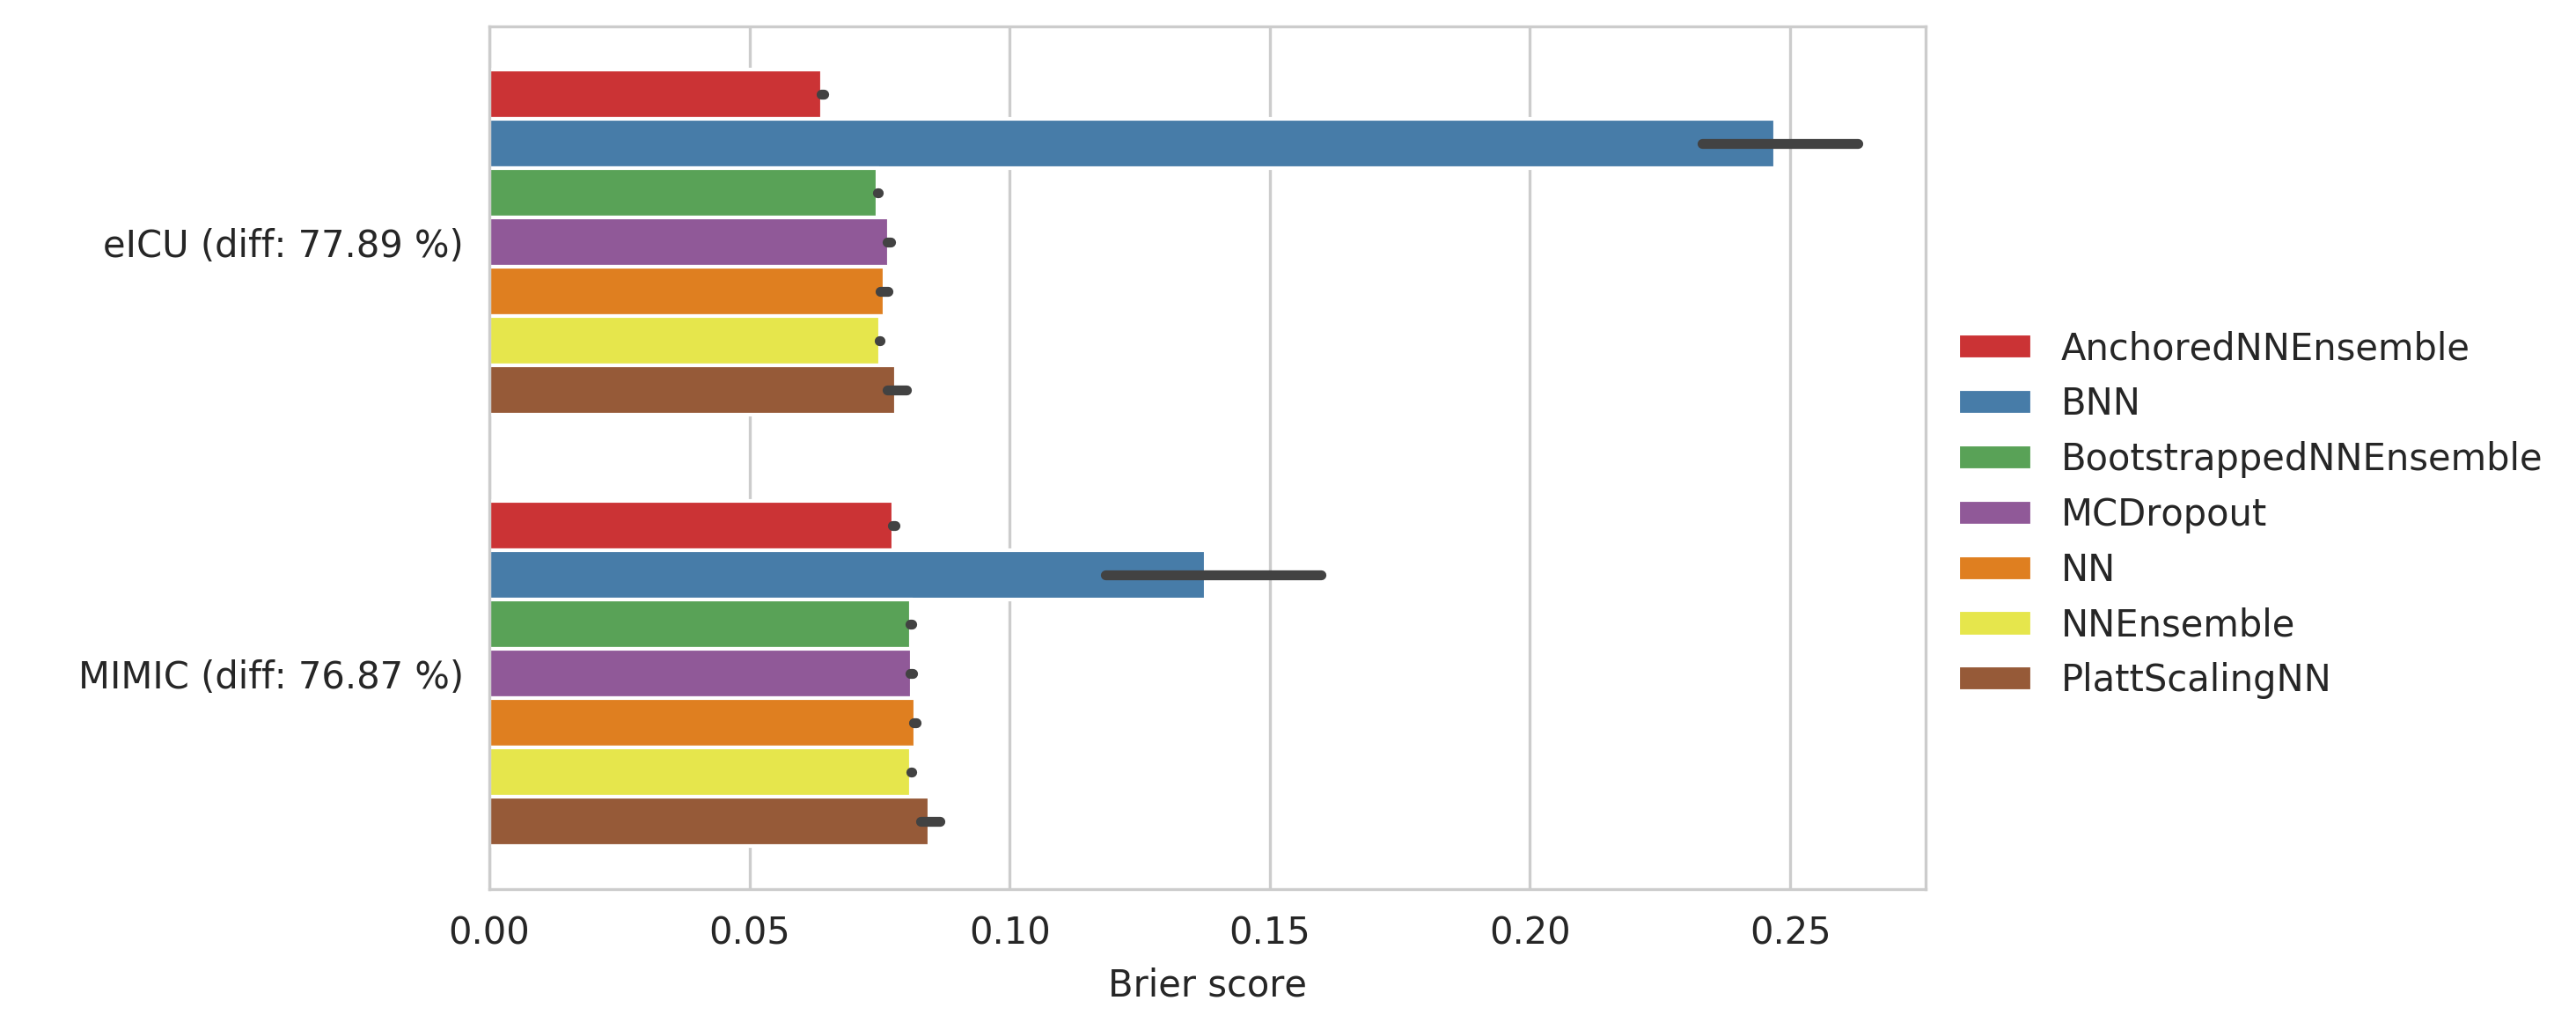 eICU (diff: 77.89 %)
MIMIC (diff: 76.87 %)
0.00 0.05 0.10 0.15 0.20 0.25
Brier score
AnchoredNNEnsemble
BNN
BootstrappedNNEnsemble
MCDropout
NN
NNEnsemble
PlattScalingNN